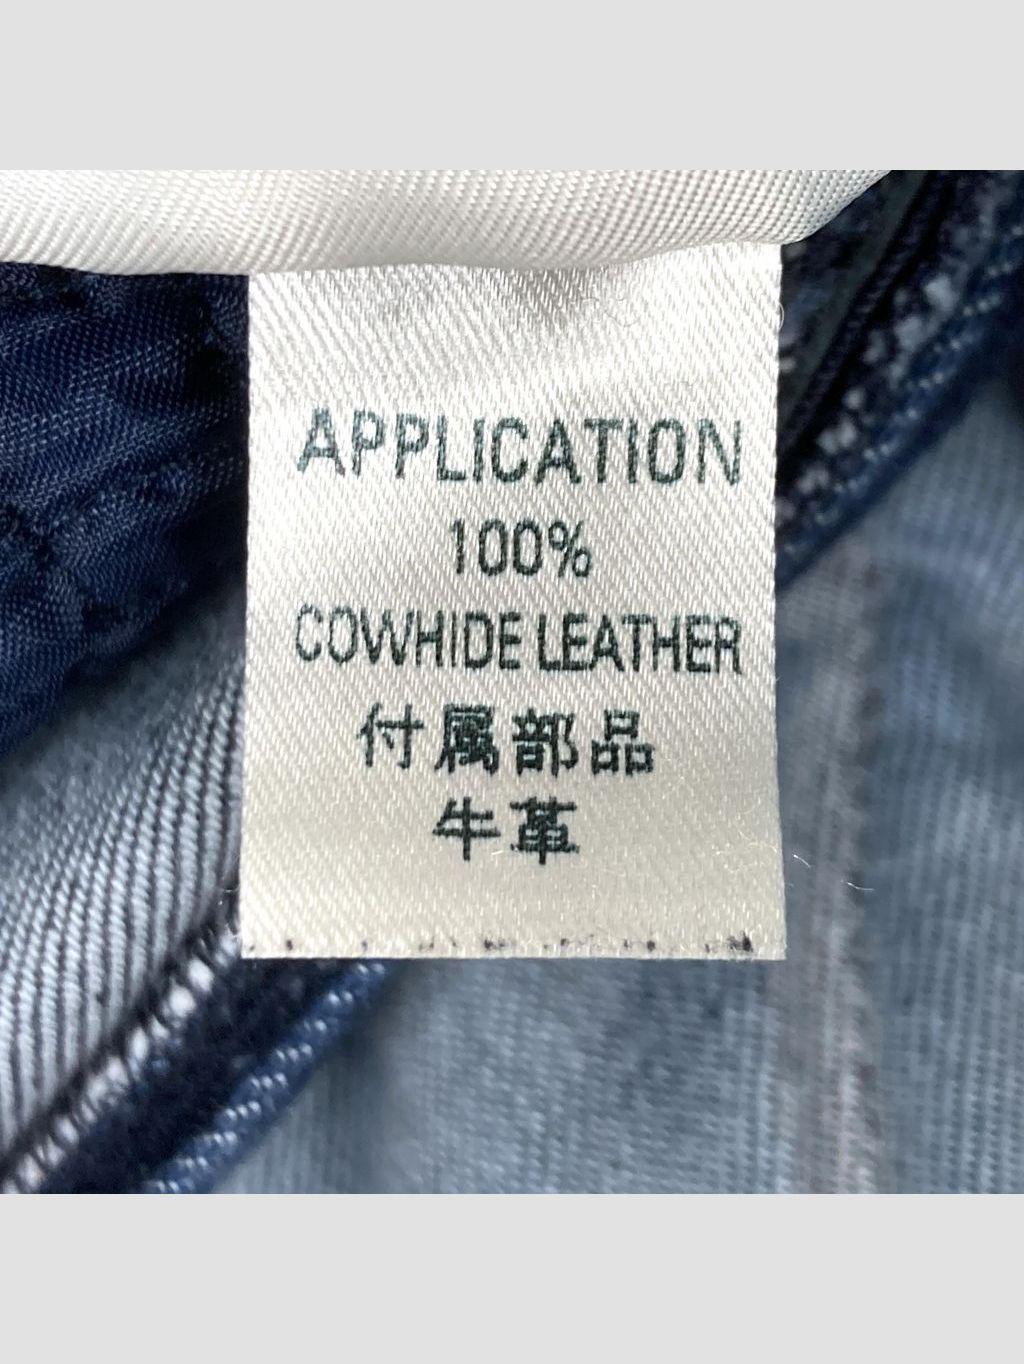 APPLICATION
100%
COWHIDE LEATHER
付属部品
牛革